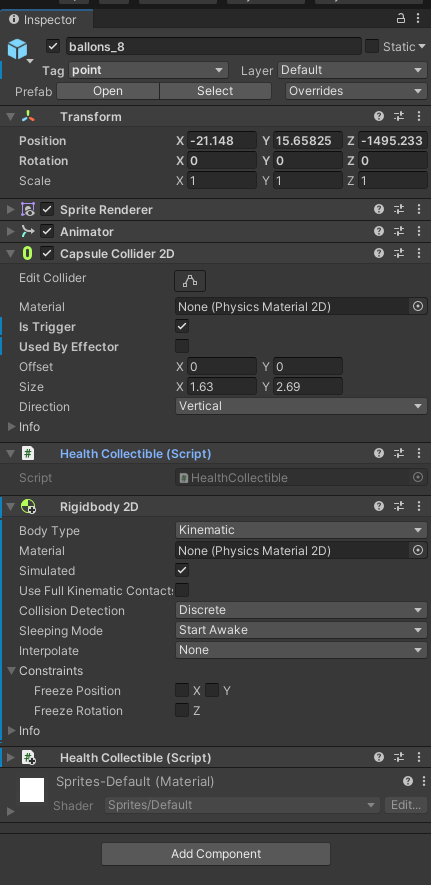 Inspector
ballons_8 Static
Tag point Layer Default
Prefab Open Select Overrides
Transform
Position X -21.148 Y 15.65825 Z -1495.233
Rotation X 0 Y 0 Z 0
Scale X 1 Y 1 Z 1
Sprite Renderer
Animator
Capsule Collider 2D
Edit Collider
Material None (Physics Material 2D)
Is Trigger
Used By Effector
Offset X 0 Y 0
Size X 1.63 Y 2.69
Direction Vertical
Info
# Health Collectible (Script)
Script # HealthCollectible
Rigidbody 2D
Body Type Kinematic
Material None (Physics Material 2D)
Simulated
Use Full Kinematic Contacts
Collision Detection Discrete
Sleeping Mode Start Awake
Interpolate None
Constraints
Freeze Position X Y
Freeze Rotation Z
Info
# Health Collectible (Script)
Sprites-Default (Material)
Shader Sprites/Default Edit...
Add Component